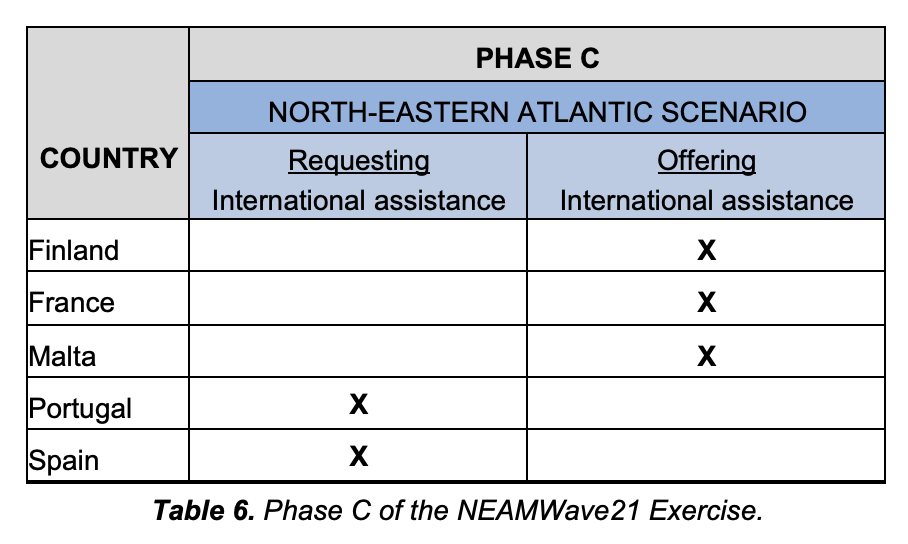 PHASE C
NORTH-EASTERN ATLANTIC SCENARIO
COUNTRY
Requesting
International assistance
Offering
International assistance
Finland X
France X
Malta X
Portugal X
Spain X
Table 6. Phase C of the NEAMWave21 Exercise.